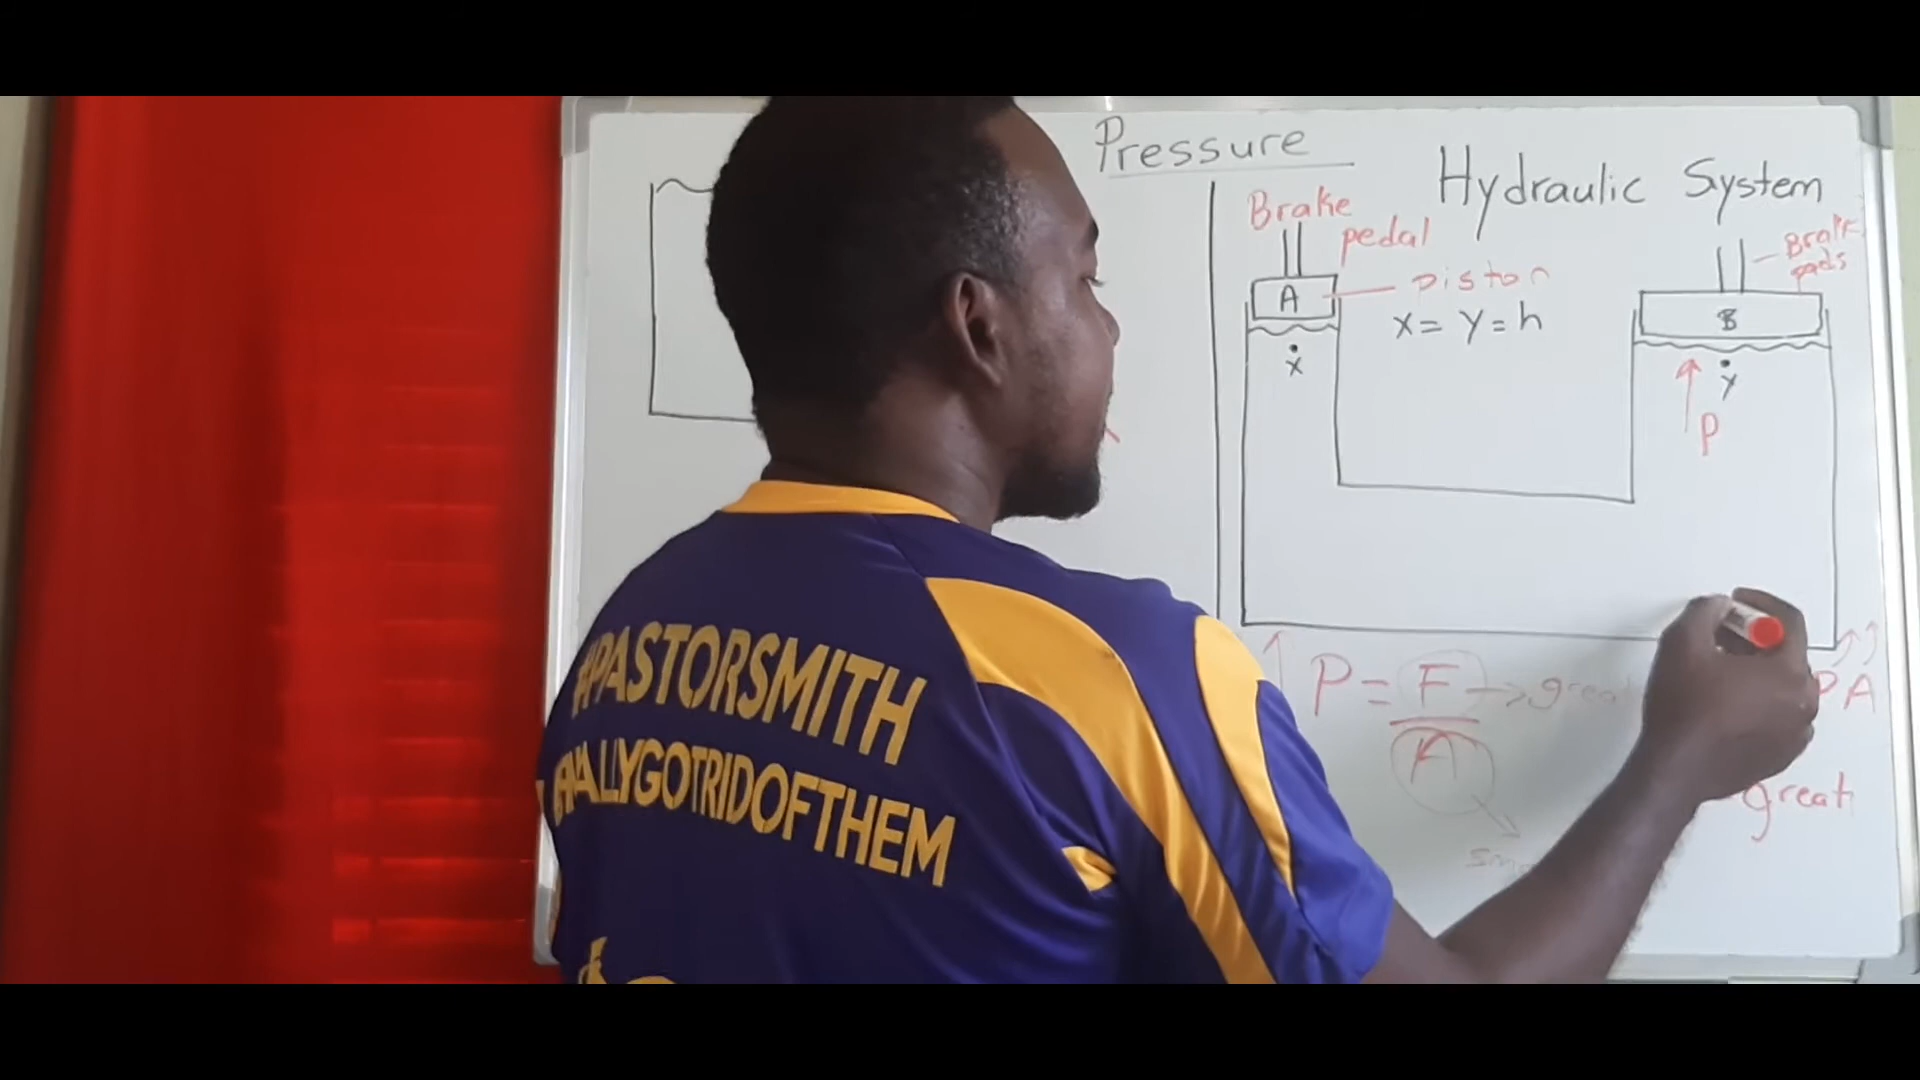 Pressure
Hydraulic System
Brake
pedal
Brake
pads
piston
A
B
x = y = h
x
y
P
P = F → great
A
PA
great
#PASTORSMITH
GOTRIDOFTHEM